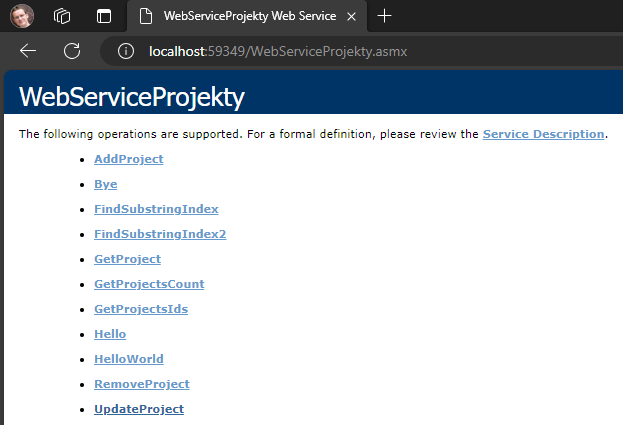 WebServiceProjekty Web Service
localhost:59349/WebServiceProjekty.asmx
WebServiceProjekty
The following operations are supported. For a formal definition, please review the Service Description.
AddProject
Bye
FindSubstringIndex
FindSubstringIndex2
GetProject
GetProjectsCount
GetProjectsIds
Hello
HelloWorld
RemoveProject
UpdateProject